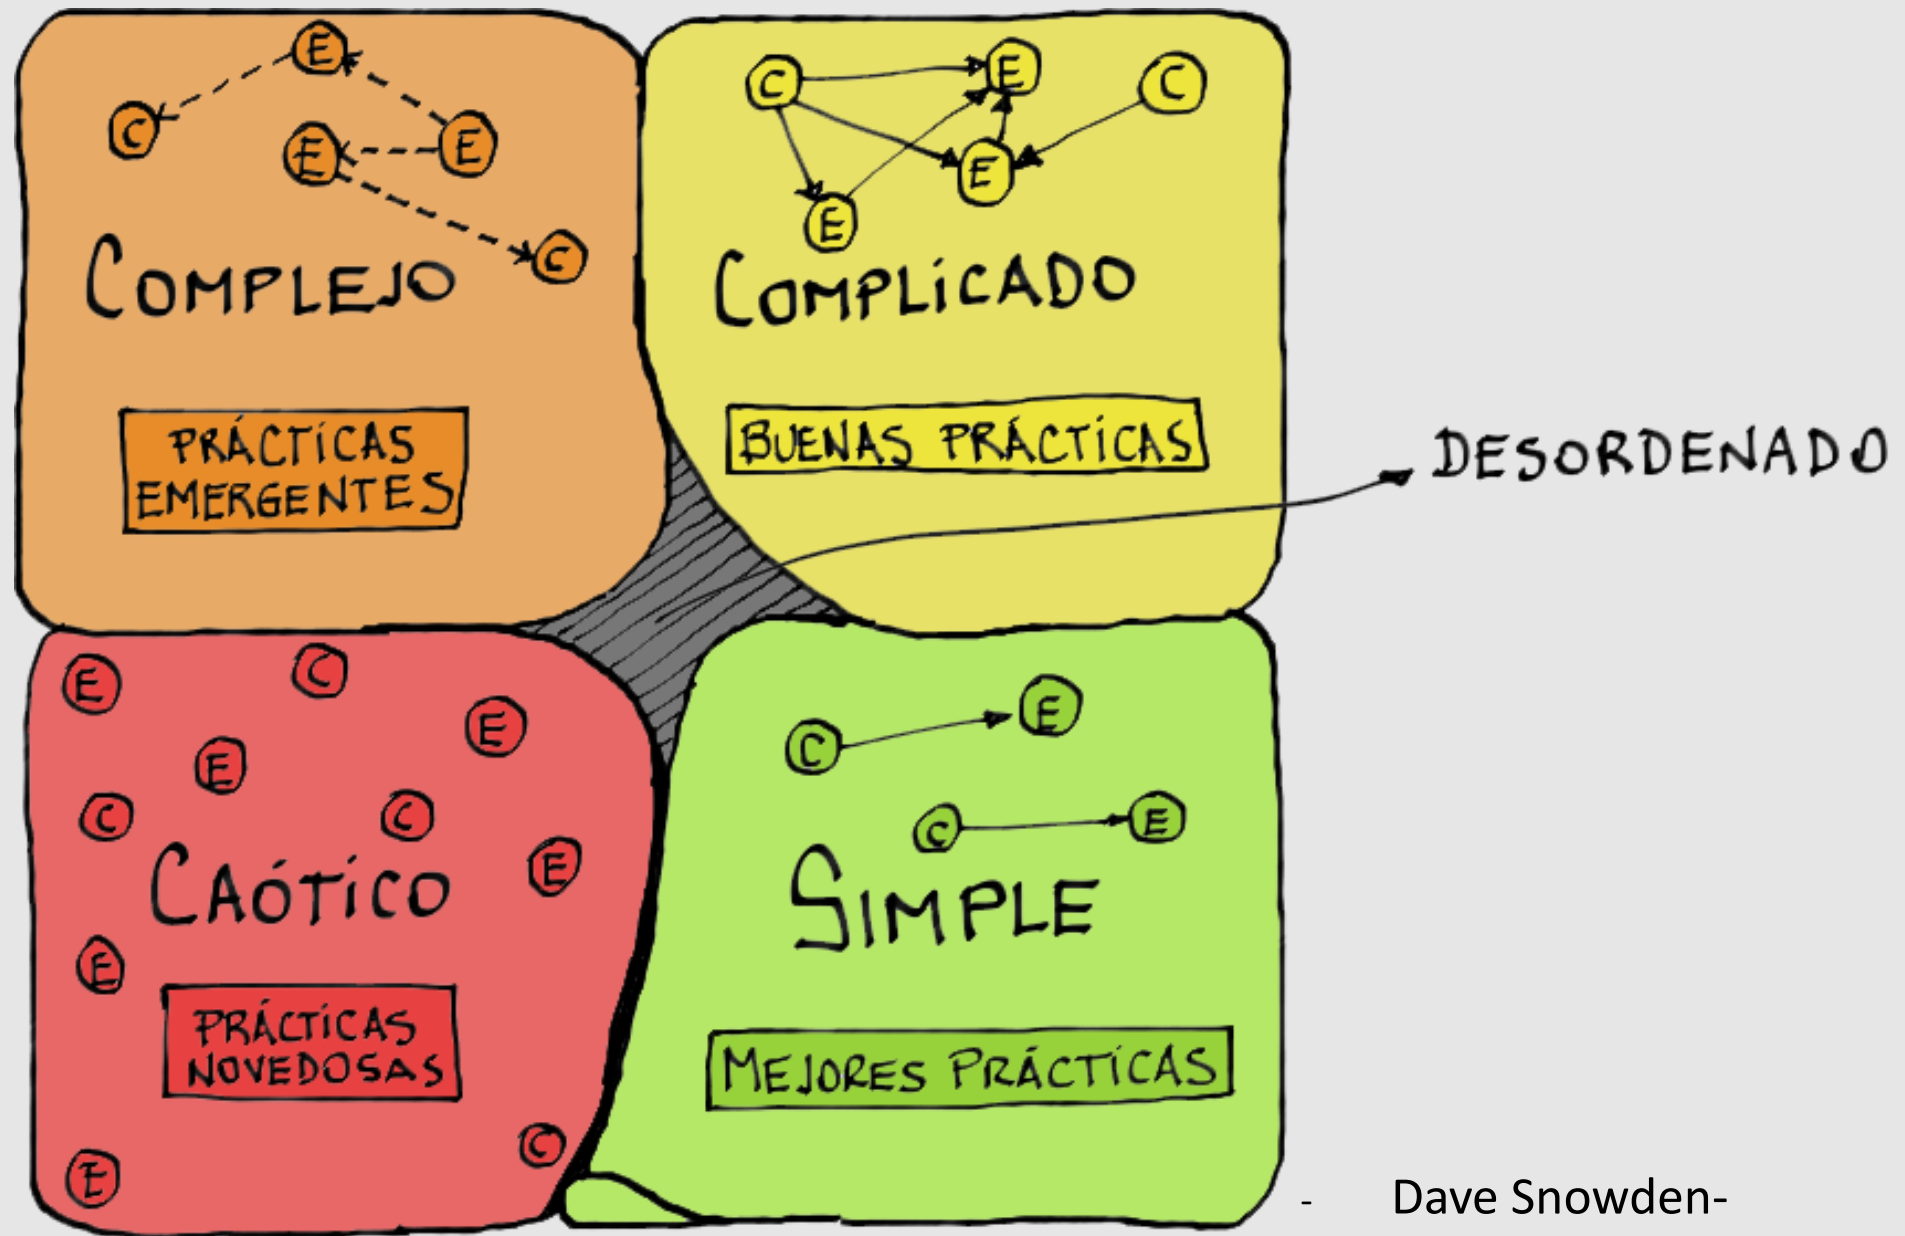 E
C
E
E
C
COMPLEJO
PRÁCTICAS
EMERGENTES
C
E
C
E
E
COMPLiCADO
BUENAS PRÁCTICAS
DESORDENADO
E
C
E
E
C
C
E
CAÓTiCO
E
PRÁCTiCAS
NOVEDOSAS
C
E
C
E
C
E
SIMPLE
MEJORES PRÁCTICAS
- Dave Snowden-